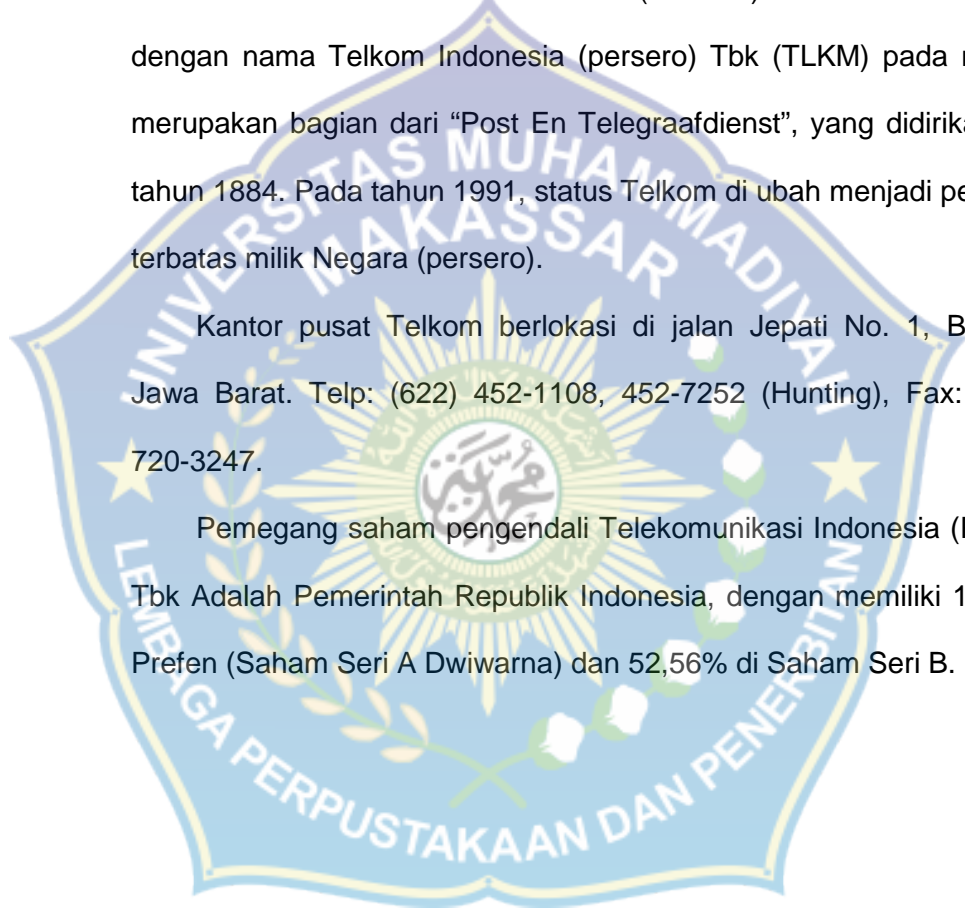 dengan nama Telkom Indonesia (persero) Tbk (TLKM) pada
merupakan bagian dari “Post En Telegraafdienst”, yang
tahun 1884. Pada tahun 1991, status Telkom di ubah menjadi
terbatas milik Negara (persero).
Kantor pusat Telkom berlokasi di jalan Jepati No. 1,
Jawa Barat. Telp: (622) 452-1108, 452-7252 (Hunting), Fax:
720-3247.
Pemegang saham pengendali Telekomunikasi Indonesia
Tbk Adalah Pemerintah Republik Indonesia, dengan memiliki 1
Prefen (Saham Seri A Dwiwarna) dan 52,56% di Saham Seri B.
UNIVERSITAS MUHAMMADIYAH
MAKASSAR
محمد
LEMBAGA PERPUSTAKAAN DAN PENERBITAN